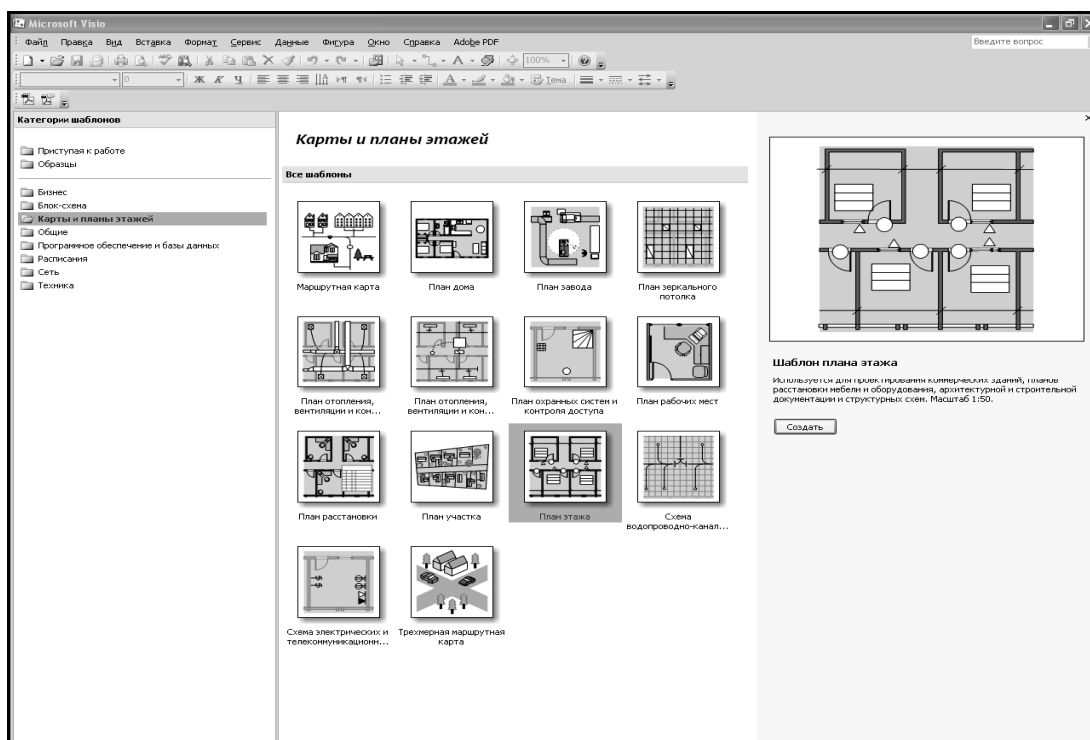 Microsoft Visio
Файл Правка Вид Вставка Формат Сервис Данные Фигура Окно Справка Adobe PDF
Введите вопрос
100%
0
Ж К Ч
Тема
Категории шаблонов
Приступая к работе
Образцы
Бизнес
Блок-схема
Карты и планы этажей
Общие
Программное обеспечение и базы данных
Расписания
Сеть
Техника
Карты и планы этажей
Все шаблоны
Маршрутная карта
План дома
План завода
План зеркального
потолка
План отопления,
вентиляции и кон...
План отопления,
вентиляции и кон...
План охранных систем и
контроля доступа
План рабочих мест
План расстановки
План участка
План этажа
Схема
водопроводно-канал...
Схема электрических и
телекоммуникационн...
Трехмерная маршрутная
карта
Шаблон плана этажа
Используется для проектирования коммерческих зданий, планов
расстановки мебели и оборудования, архитектурной и строительной
документации и структурных схем. Масштаб 1:50.
Создать